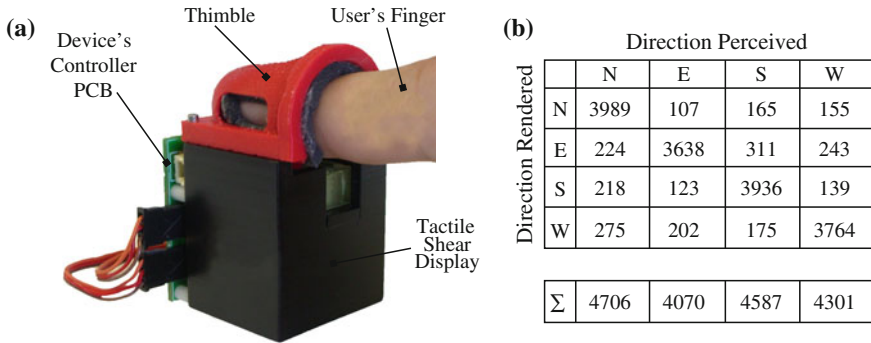 (a)
Thimble
User's Finger
Device's
Controller
PCB
Tactile
Shear
Display
(b)
Direction Perceived
Direction Rendered
N E S W
N 3989 107 165 155
E 224 3638 311 243
S 218 123 3936 139
W 275 202 175 3764
Σ 4706 4070 4587 4301